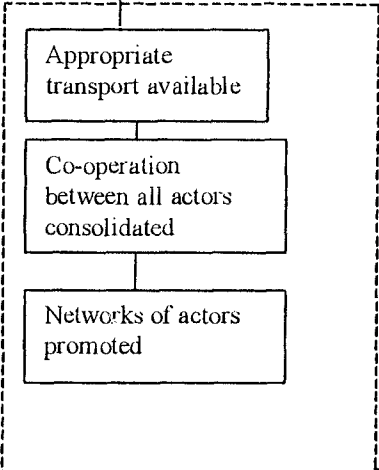 Appropriate
transport available
Co-operation
between all actors
consolidated
Networks of actors
promoted